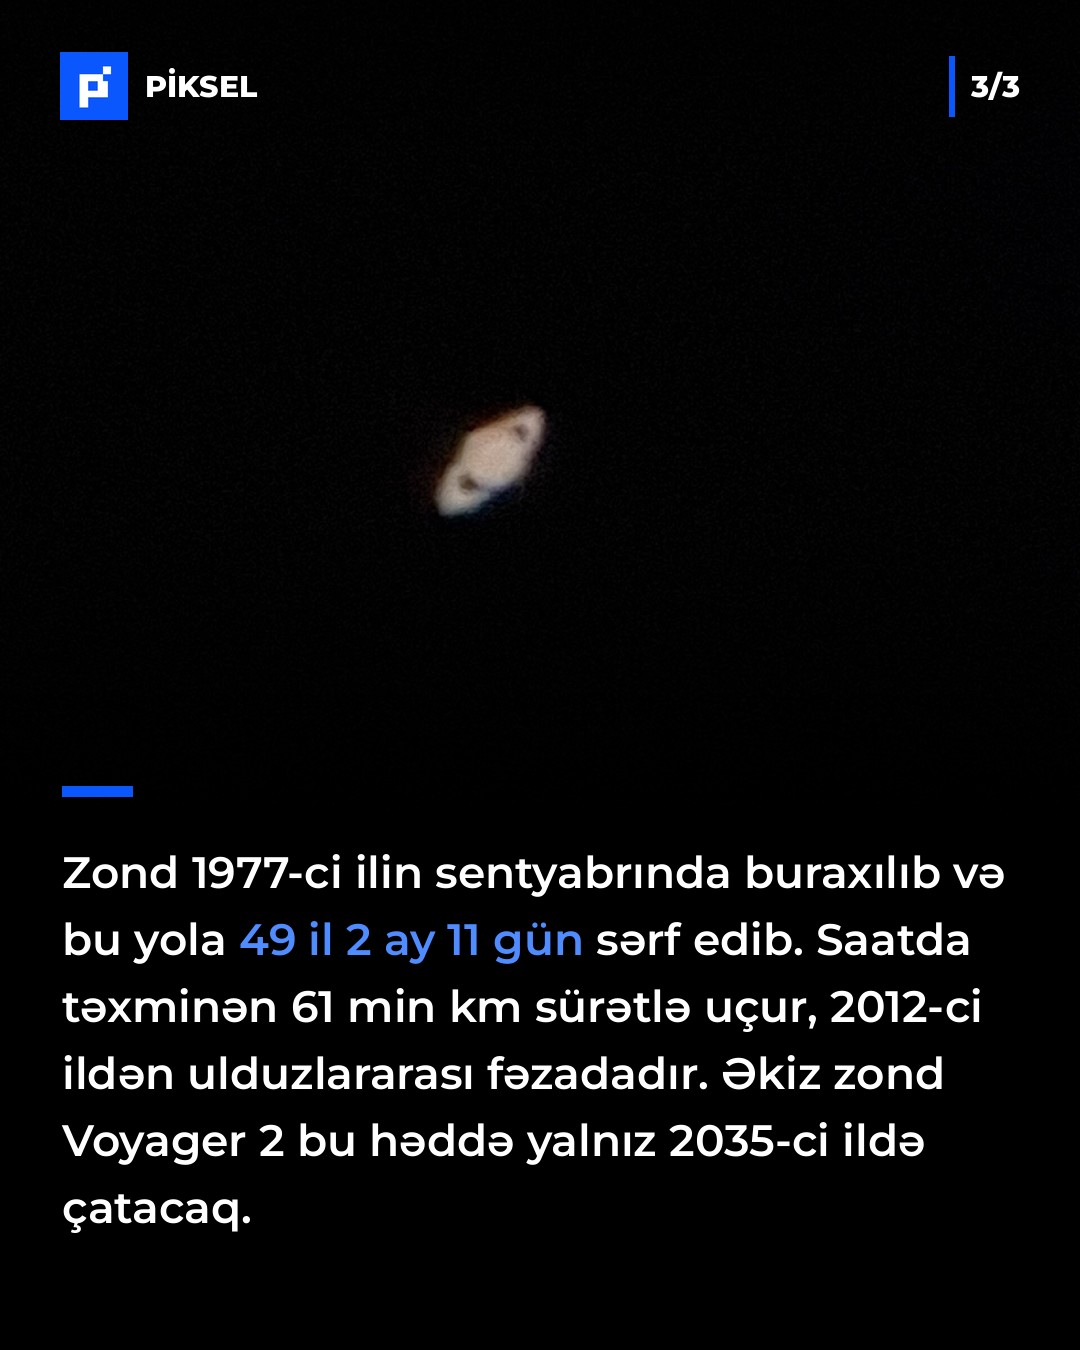 PİKSEL
3/3
Zond 1977-ci ilin sentyabrında buraxılıb və
bu yola 49 il 2 ay 11 gün sərf edib. Saatda
təxminən 61 min km sürətlə uçur, 2012-ci
ildən ulduzlararası fəzadadır. Əkiz zond
Voyager 2 bu həddə yalnız 2035-ci ildə
çatacaq.